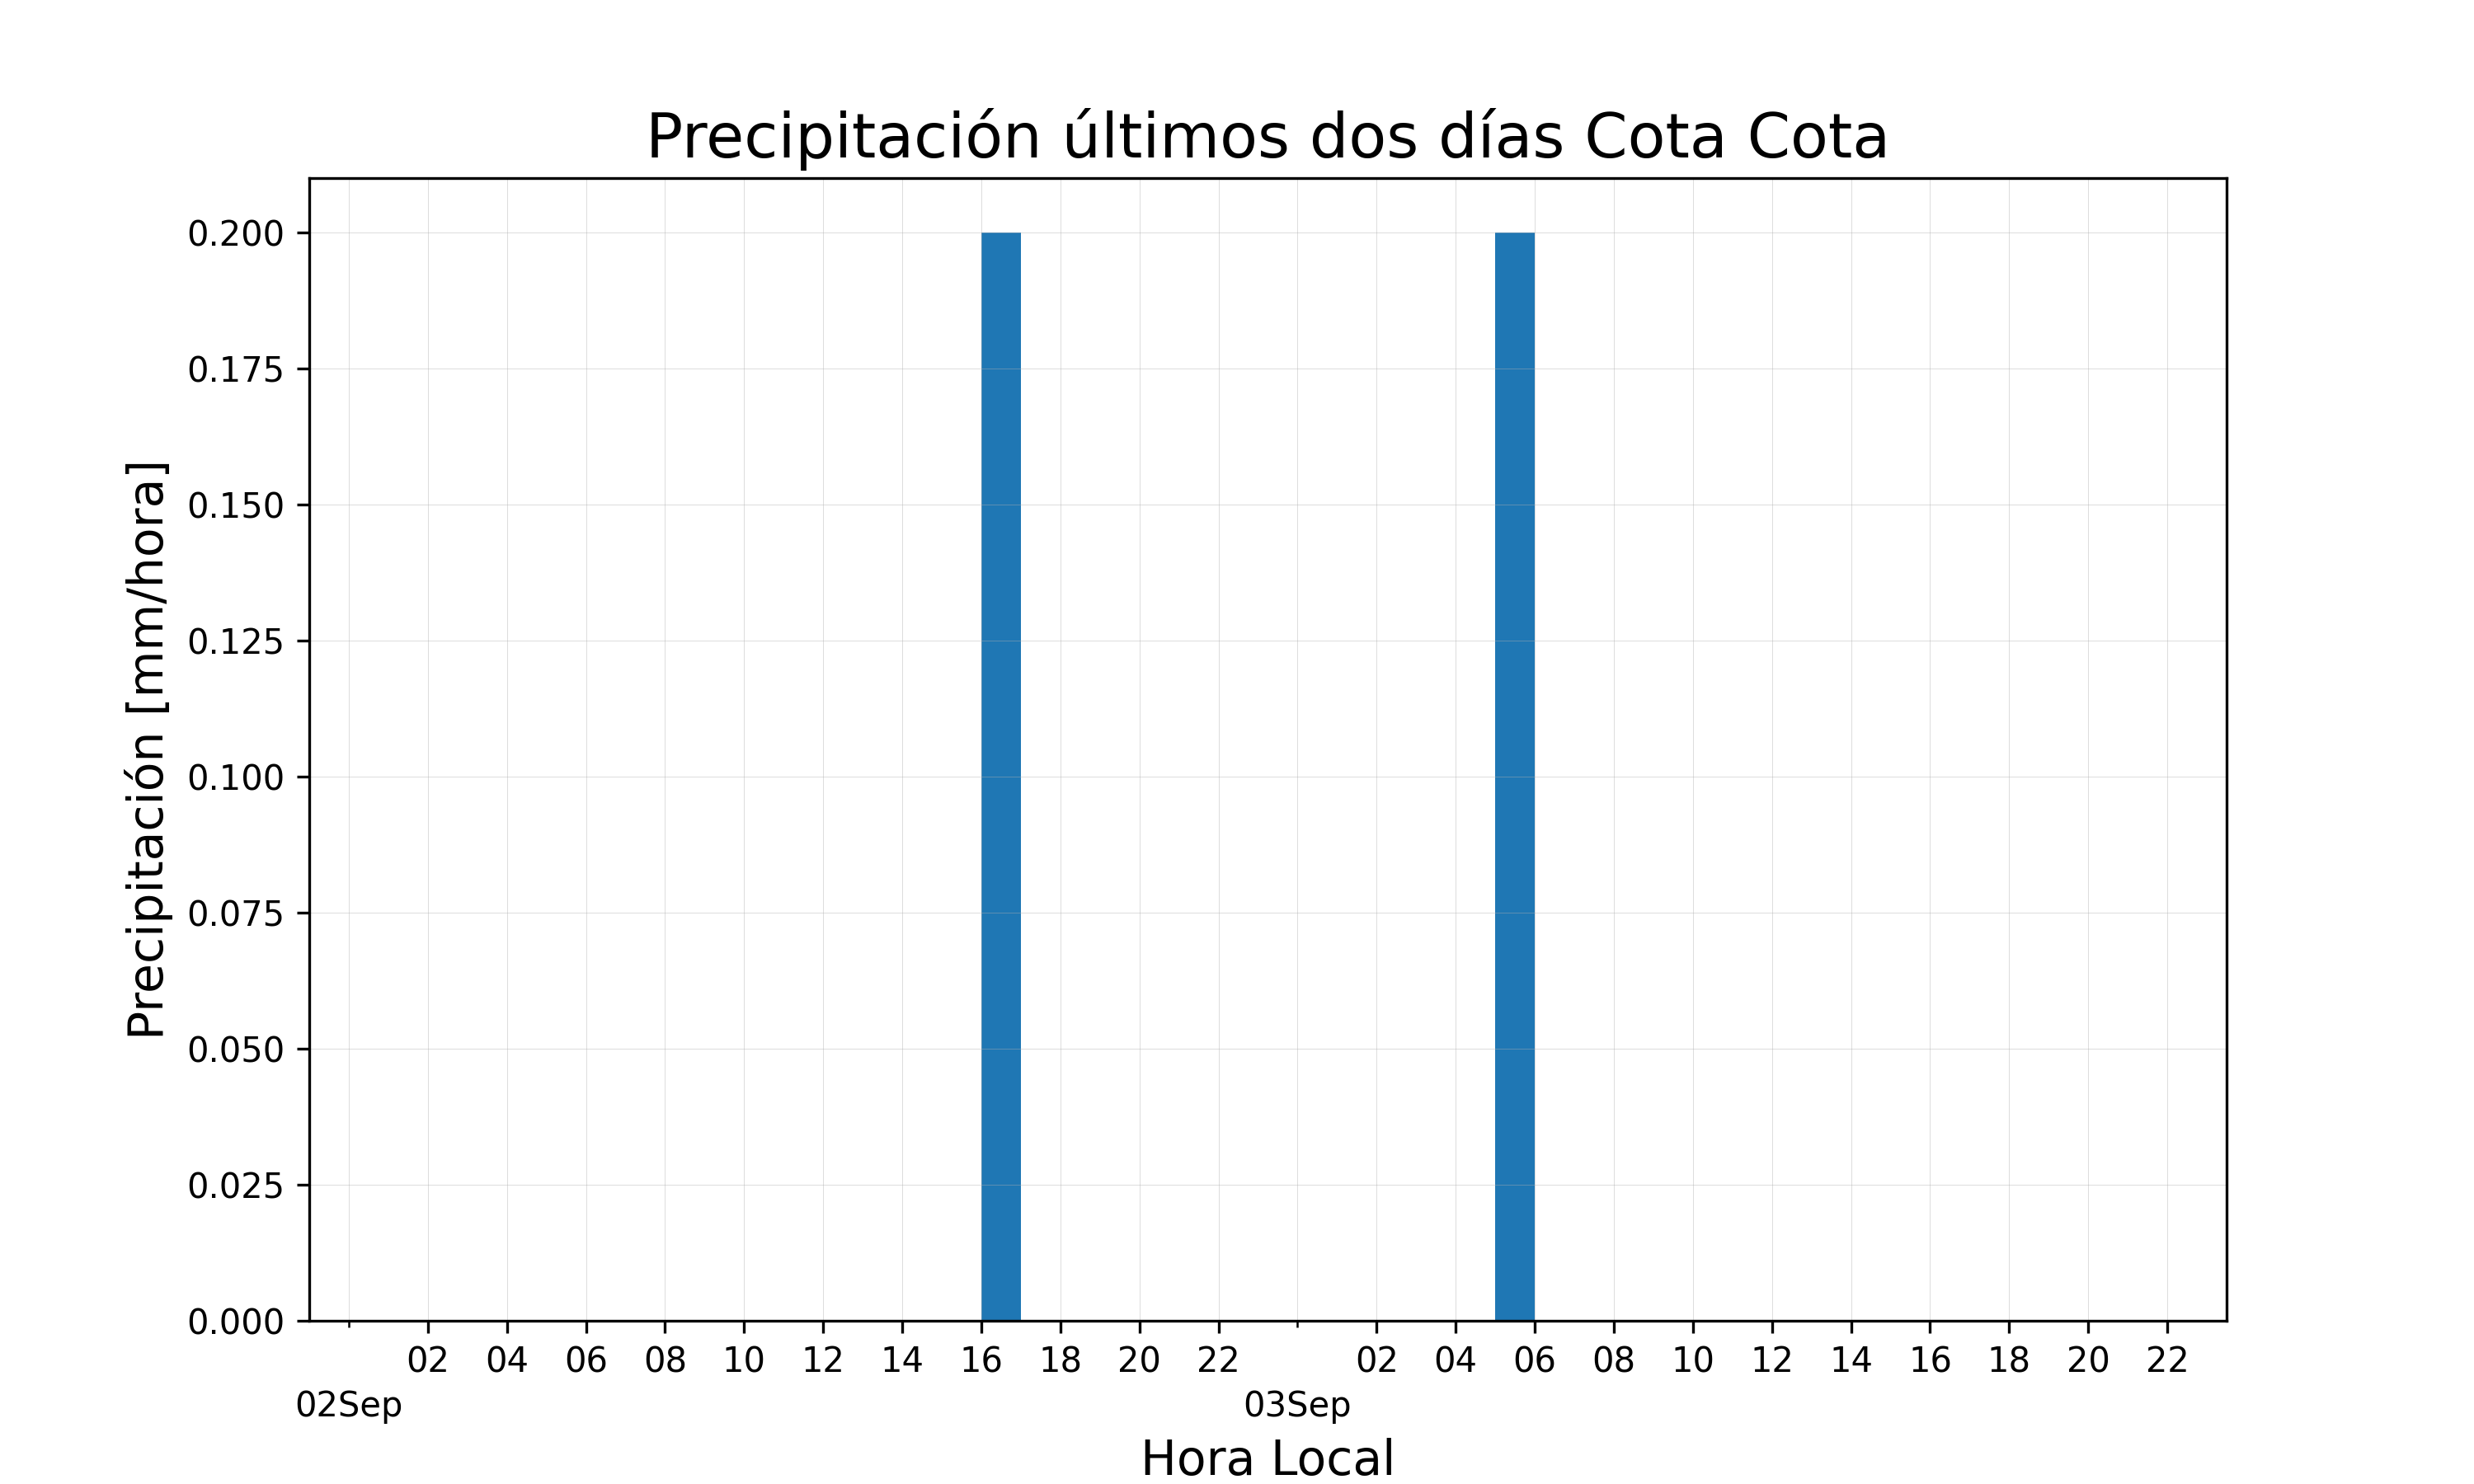 Precipitación últimos dos días Cota Cota
Precipitación [mm/hora]
0.200
0.175
0.150
0.125
0.100
0.075
0.050
0.025
0.000
02 04 06 08 10 12 14 16 18 20 22 02 04 06 08 10 12 14 16 18 20 22
02Sep 03Sep
Hora Local